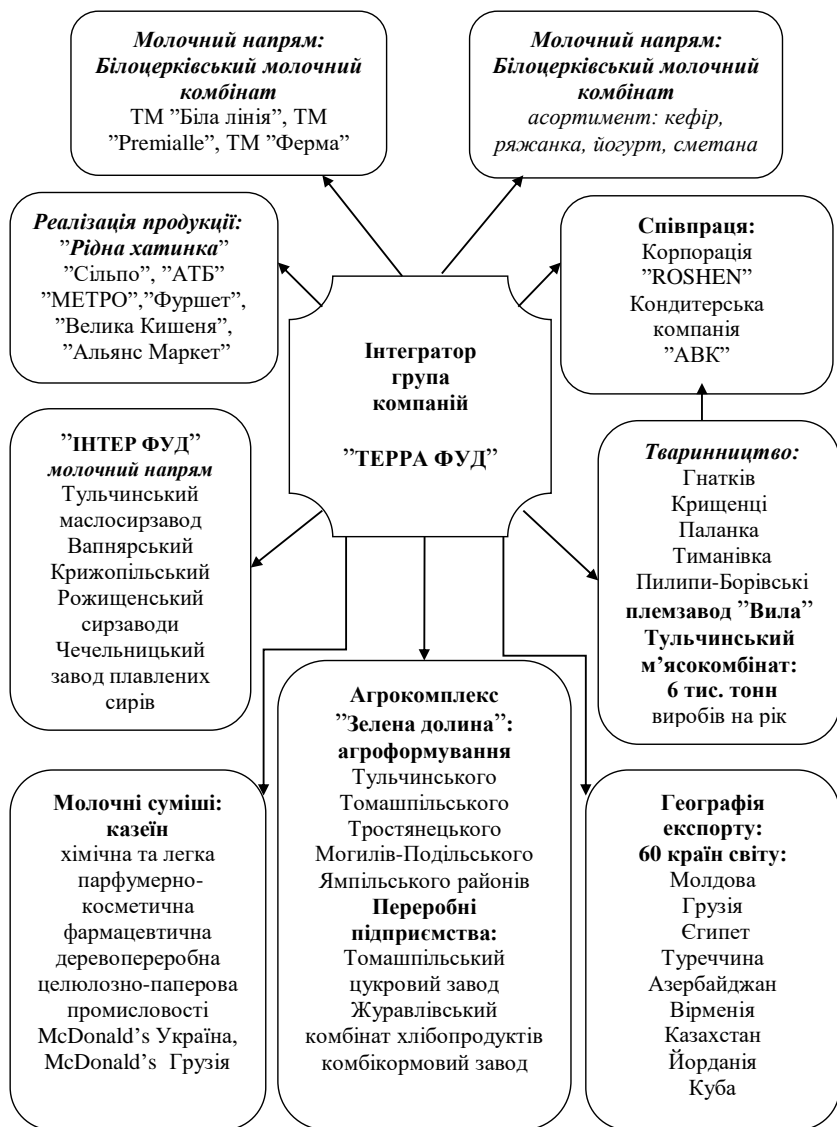 Молочний напрям:
Білоцерківський молочний
комбінат
ТМ ”Біла лінія”, ТМ
”Premialle”, ТМ ”Ферма”
Молочний напрям:
Білоцерківський молочний
комбінат
асортимент: кефір,
ряжанка, йогурт, сметана
Реалізація продукції:
”Рідна хатинка”
”Сільпо”, ”АТБ”
”МЕТРО”,”Фуршет”,
”Велика Кишеня”,
”Альянс Маркет”
Інтегратор
група
компаній
”ТЕРРА ФУД”
Співпраця:
Корпорація
”ROSHEN”
Кондитерська
компанія
”АВК”
”ІНТЕР ФУД”
молочний напрям
Тульчинський
маслосирзавод
Вапнярський
Крижопільський
Рожищенський
сирзаводи
Чечельницький
завод плавлених
сирів
Тваринництво:
Гнатків
Крищенці
Паланка
Тиманівка
Пилипи-Борівські
племзавод ”Вила”
Тульчинський
м’ясокомбінат:
6 тис. тонн
виробів на рік
Молочні суміші:
казеїн
хімічна та легка
парфумерно-
косметична
фармацевтична
деревопереробна
целюлозно-паперова
промисловості
McDonald’s Україна,
McDonald’s Грузія
Агрокомплекс
”Зелена долина”:
агроформування
Тульчинського
Томашпільського
Тростянецького
Могилів-Подільського
Ямпільського районів
Переробні
підприємства:
Томашпільський
цукровий завод
Журавлівський
комбінат хлібопродуктів
комбікормовий завод
Географія
експорту:
60 країн світу:
Молдова
Грузія
Єгипет
Туреччина
Азербайджан
Вірменія
Казахстан
Йорданія
Куба